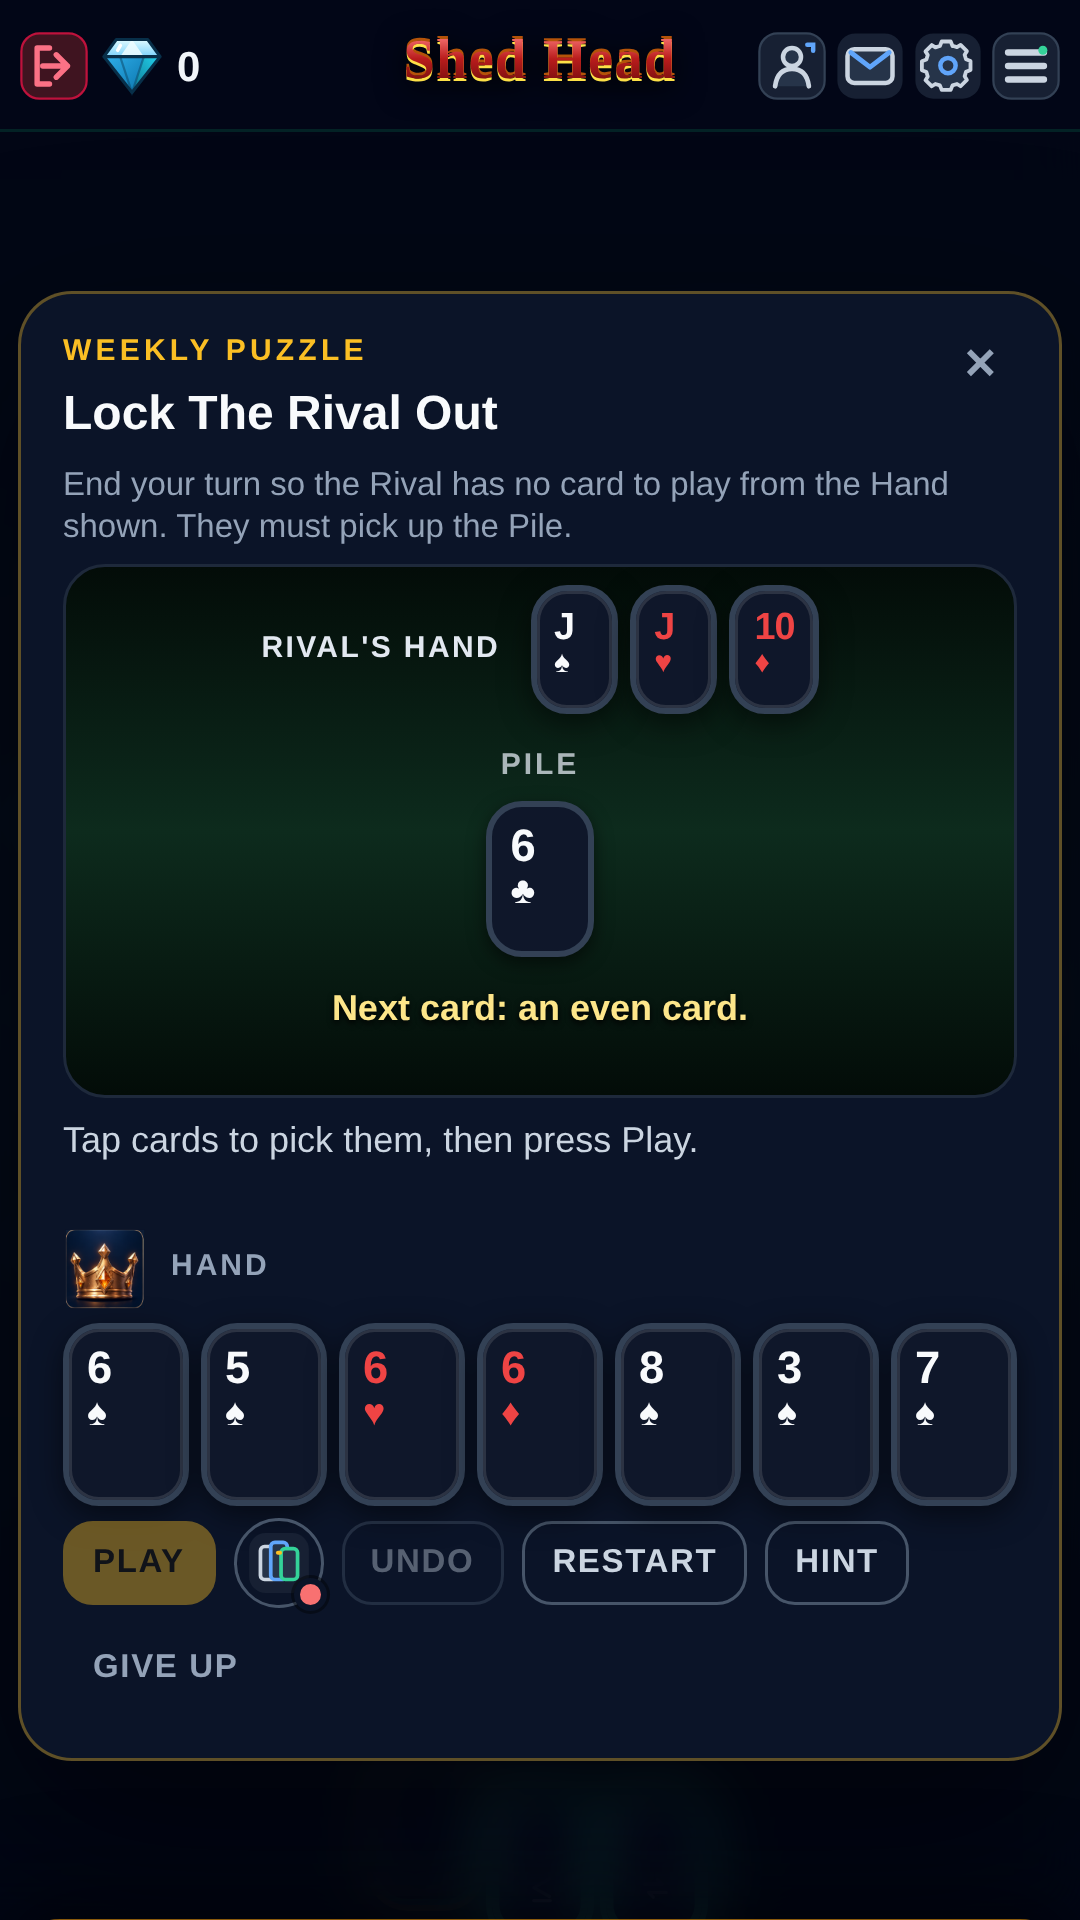 0
Shed Head
WEEKLY PUZZLE
Lock The Rival Out
End your turn so the Rival has no card to play from the Hand
shown. They must pick up the Pile.
RIVAL'S HAND
J♠ J♥ 10♦
PILE
6♣
Next card: an even card.
Tap cards to pick them, then press Play.
HAND
6♠ 5♠ 6♥ 6♦ 8♠ 3♠ 7♠
PLAY UNDO RESTART HINT
GIVE UP